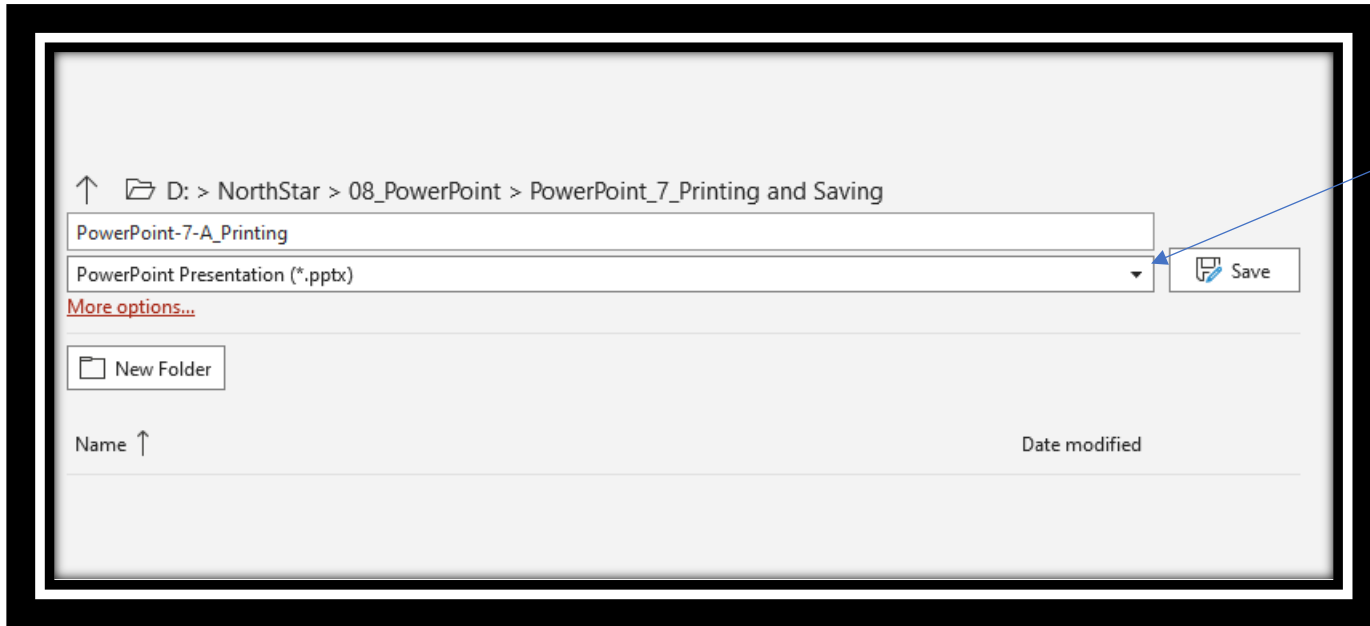 D: > NorthStar > 08_PowerPoint > PowerPoint_7_Printing and Saving
PowerPoint-7-A_Printing
PowerPoint Presentation (*.pptx)
Save
More options...
New Folder
Name ↑ Date modified